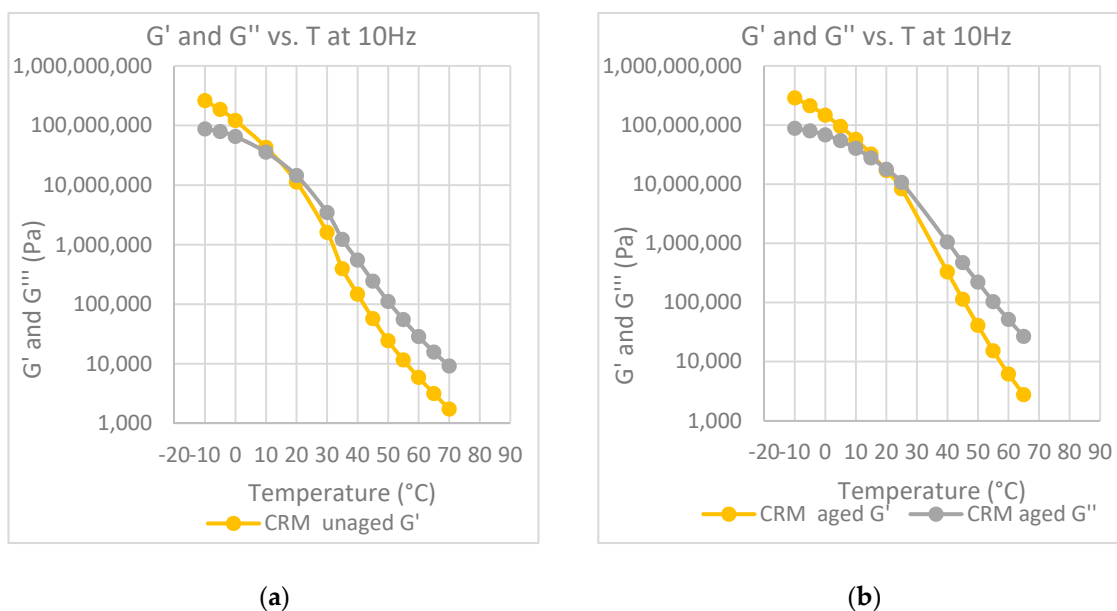 G' and G'' vs. T at 10Hz
1,000,000,000
100,000,000
10,000,000
1,000,000
100,000
10,000
1,000
G' and G''' (Pa)
-20-10 0 10 20 30 40 50 60 70 80 90
Temperature (°C)
CRM unaged G'
(a)
G' and G'' vs. T at 10Hz
1,000,000,000
100,000,000
10,000,000
1,000,000
100,000
10,000
1,000
G' and G''' (Pa)
-20-10 0 10 20 30 40 50 60 70 80 90
Temperature (°C)
CRM aged G' CRM aged G''
(b)